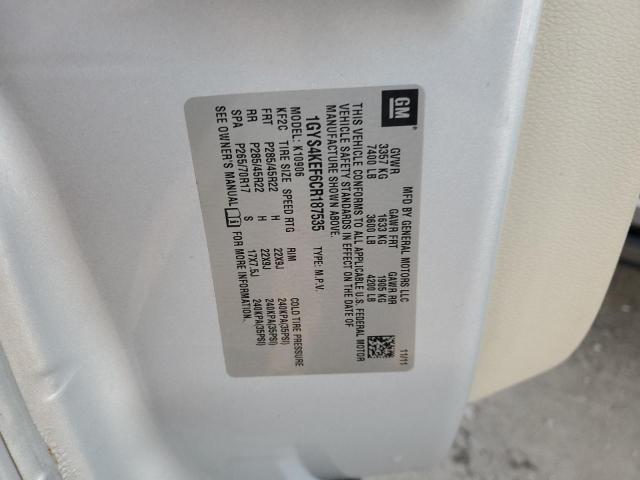 GM
MFD BY GENERAL MOTORS LLC 11/11
GVWR GAWR FRT GAWR RR
3357 KG 1633 KG 1905 KG
7400 LB 3600 LB 4200 LB
THIS VEHICLE CONFORMS TO ALL APPLICABLE U.S. FEDERAL MOTOR
VEHICLE SAFETY STANDARDS IN EFFECT ON THE DATE OF
MANUFACTURE SHOWN ABOVE.
1GYS4KEF6CR187535 TYPE: M.P.V.
MODEL: K10906
KF2C TIRE SIZE SPEED RTG RIM COLD TIRE PRESSURE
FRT P285/45R22 H 22X9J 240KPA(35PSI)
RR P285/45R22 H 22X9J 240KPA(35PSI)
SPA P265/70R17 S 17X7.5J 240KPA(35PSI)
SEE OWNER'S MANUAL FOR MORE INFORMATION.